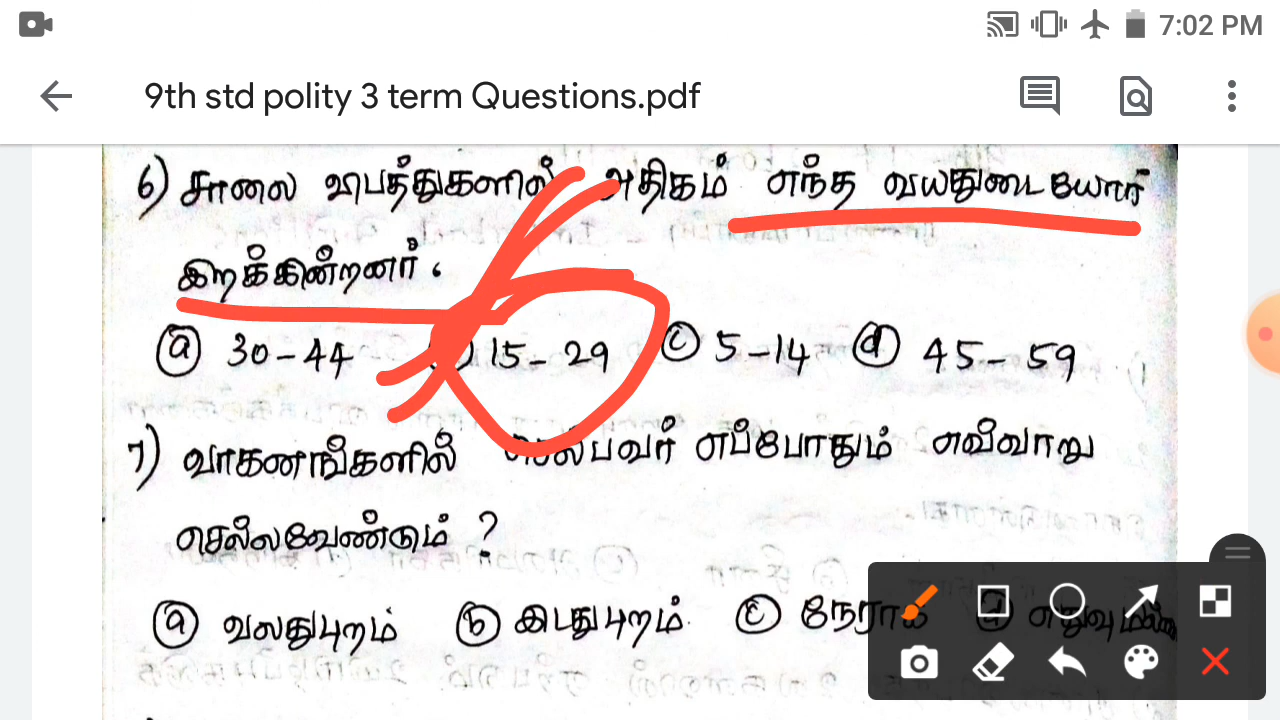 7:02 PM
9th std polity 3 term Questions.pdf
6) சாலை விபத்துகளில் அதிகம் எந்த வயதுடையோர்
இறக்கின்றனர்.
(a) 30-44 15-29 (c) 5-14 (d) 45-59
7) வாகனங்களில் செல்பவர் எப்போதும் எவ்வாறு
செல்லவேண்டும் ?
(a) வலதுபுறம் (b) இடதுபுறம் (c) (d)